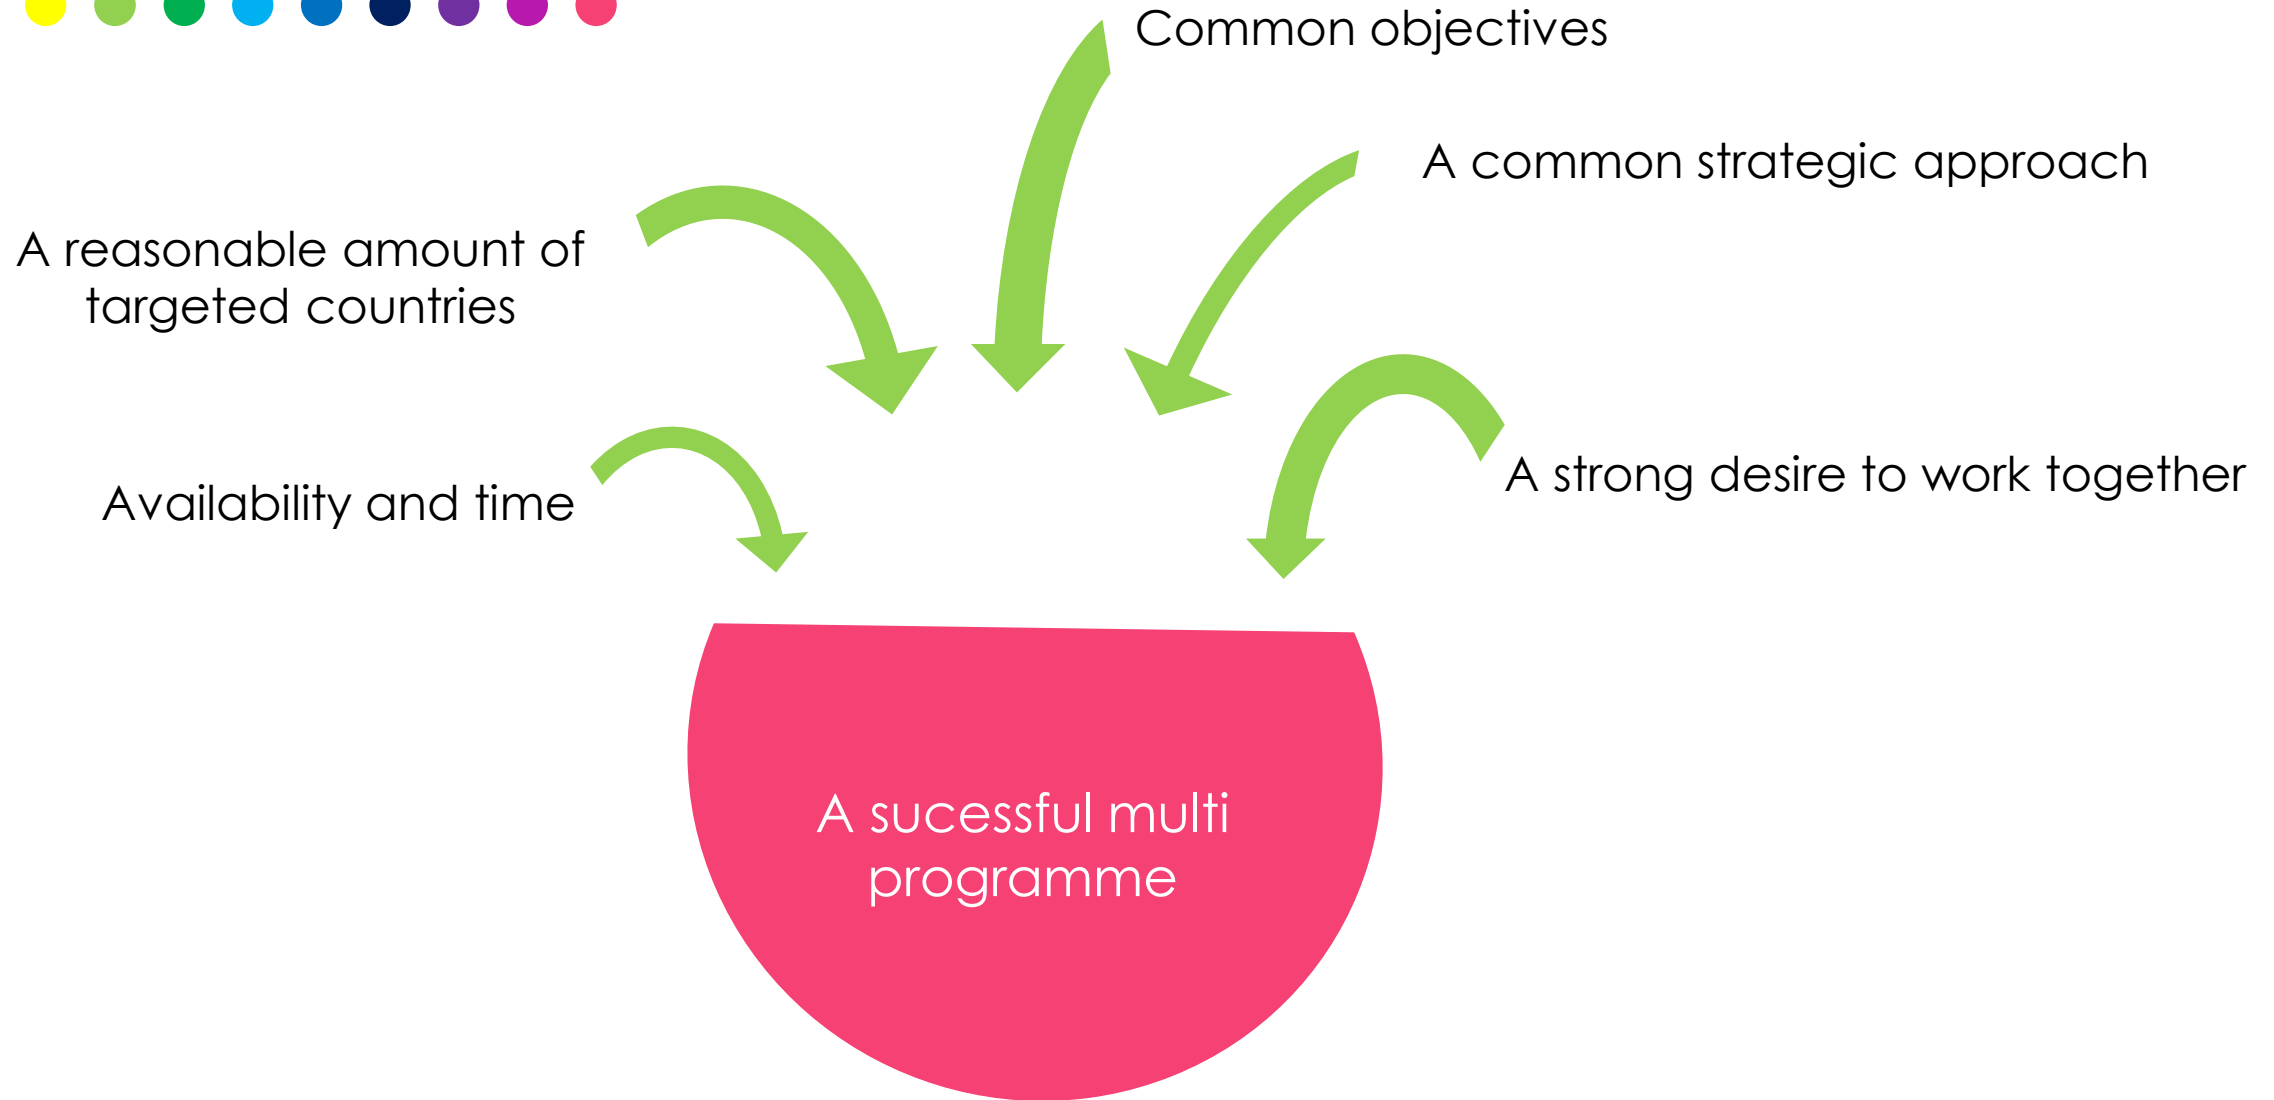 Common objectives
A common strategic approach
A reasonable amount of
targeted countries
A strong desire to work together
Availability and time
A sucessful multi
programme